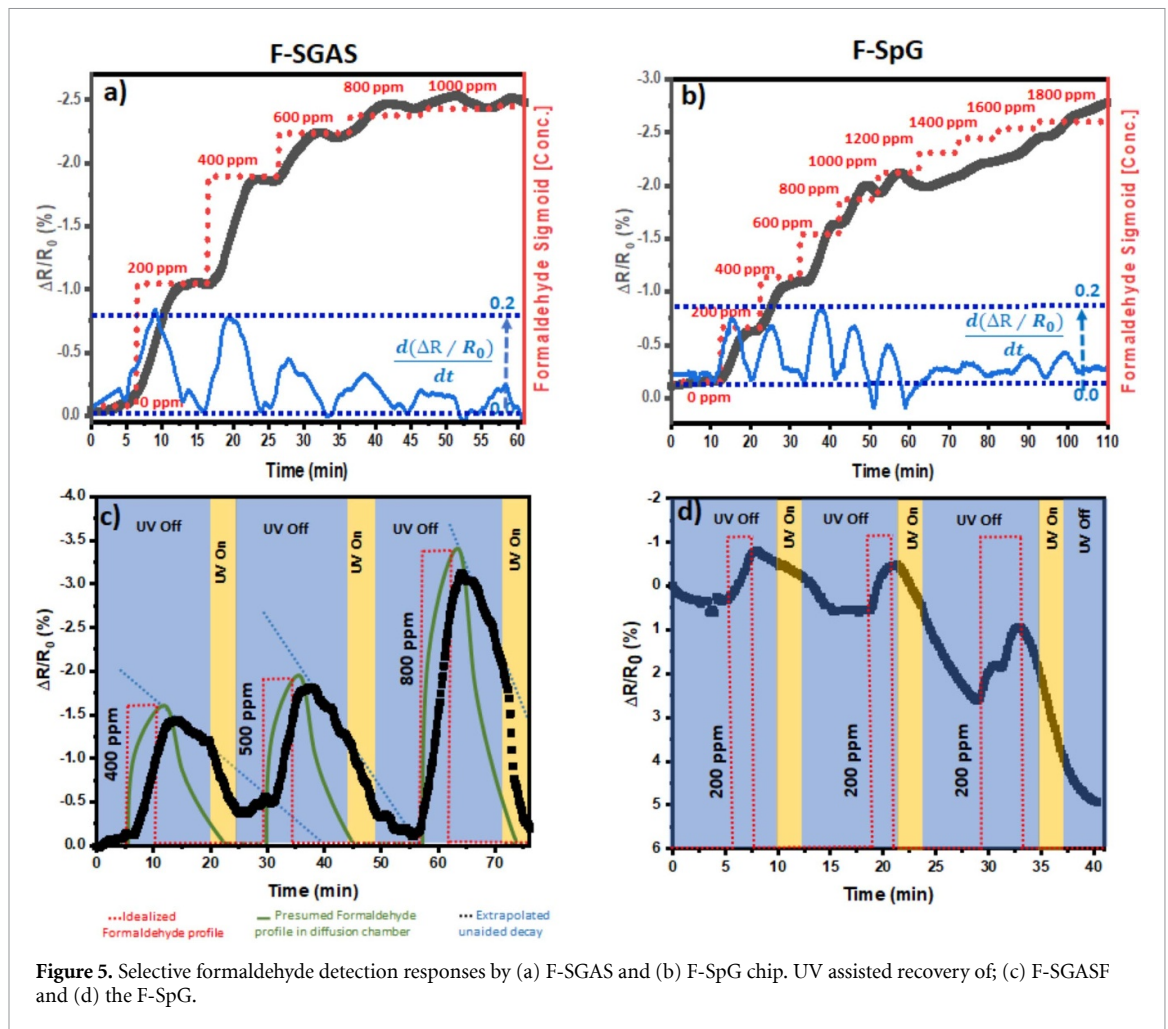 F-SGAS
a)
ΔR/R0 (%)
-2.5
-2.0
-1.5
-1.0
-0.5
0.0
0 ppm
200 ppm
400 ppm
600 ppm
800 ppm
1000 ppm
d(ΔR / R0)
dt
0.2
0.0
Formaldehyde Sigmoid [Conc.]
0 5 10 15 20 25 30 35 40 45 50 55 60
Time (min)
F-SpG
b)
ΔR/R0 (%)
-3.0
-2.5
-2.0
-1.5
-1.0
-0.5
0.0
0 ppm
200 ppm
400 ppm
600 ppm
800 ppm
1000 ppm
1200 ppm
1400 ppm
1600 ppm
1800 ppm
d(ΔR / R0)
dt
0.2
0.0
Formaldehyde Sigmoid [Conc.]
0 10 20 30 40 50 60 70 80 90 100 110
Time (min)
c)
ΔR/R0 (%)
-4.0
-3.5
-3.0
-2.5
-2.0
-1.5
-1.0
-0.5
0.0
UV Off
UV On
UV Off
UV On
UV Off
UV On
400 ppm
500 ppm
800 ppm
0 10 20 30 40 50 60 70
Time (min)
Idealized
Formaldehyde profile
Presumed Formaldehyde
profile in diffusion chamber
Extrapolated
unaided decay
d)
ΔR/R0 (%)
-2
-1
0
1
2
3
4
5
6
UV Off
UV On
UV Off
UV On
UV Off
UV On
UV Off
200 ppm
200 ppm
200 ppm
0 5 10 15 20 25 30 35 40
Time (min)
Figure 5. Selective formaldehyde detection responses by (a) F-SGAS and (b) F-SpG chip. UV assisted recovery of; (c) F-SGASF
and (d) the F-SpG.